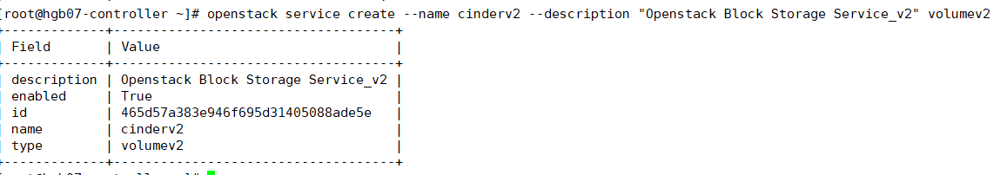 [root@hgb07-controller ~]# openstack service create --name cinderv2 --description "Openstack Block Storage Service_v2" volumev2
+-------------+------------------------------------+
| Field       | Value                              |
+-------------+------------------------------------+
| description | Openstack Block Storage Service_v2 |
| enabled     | True                               |
| id          | 465d57a383e946f695d31405088ade5e   |
| name        | cinderv2                           |
| type        | volumev2                           |
+-------------+------------------------------------+